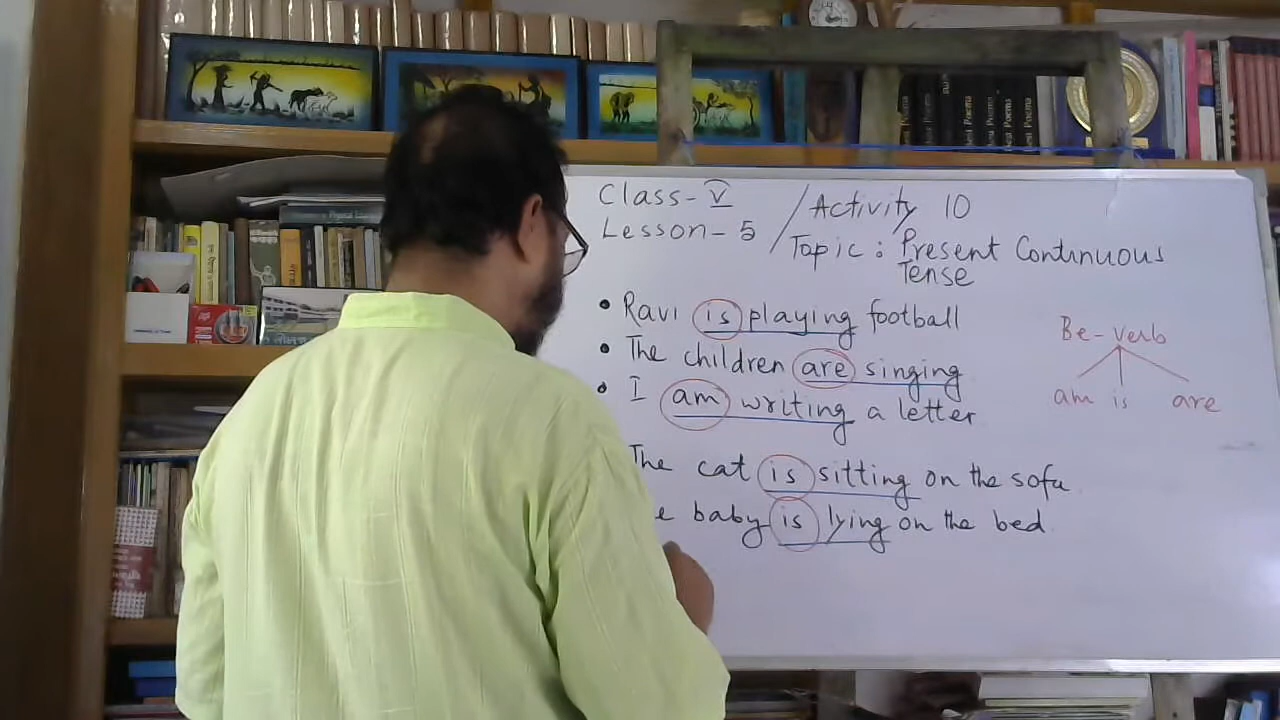 Class-V
Lesson-5
Activity 10
Topic: Present Continuous
Tense
• Ravi is playing football
• The children are singing
• I am writing a letter
The cat is sitting on the sofa
e baby is lying on the bed
Be-verb
am is are